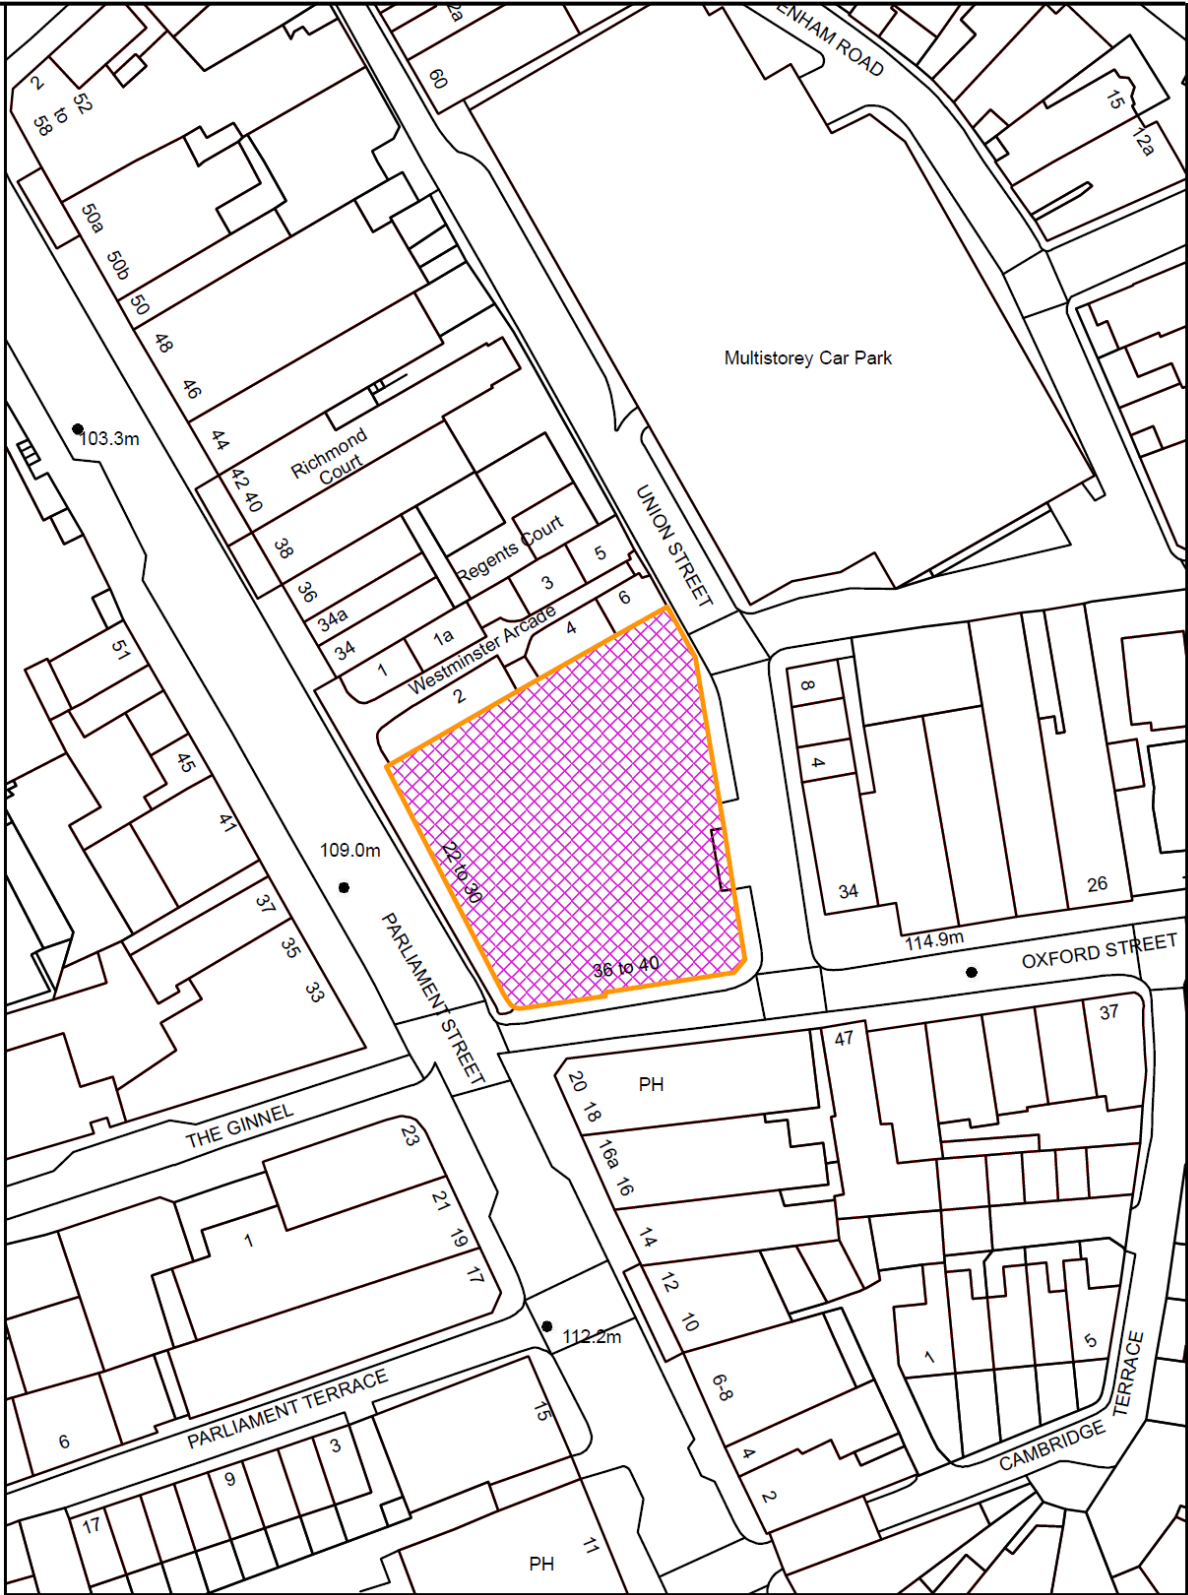 2a
ENHAM ROAD
60
2
to
58
52
15
12a
50a
50b
50
48
46
44
42
40
38
36
34a
34
103.3m
Multistorey Car Park
Richmond
Court
Regents Court
UNION STREET
5
3
1a
1
Westminster Arcade
6
4
2
51
45
41
37
35
33
8
4
34
26
109.0m
22 to 30
36 to 40
114.9m
OXFORD STREET
PARLIAMENT STREET
THE GINNEL
23
21
19
17
1
20
18
PH
16a
16
14
12
10
6-8
4
2
47
37
1
5
112.2m
PARLIAMENT TERRACE
CAMBRIDGE
TERRACE
6
3
9
17
15
11
PH